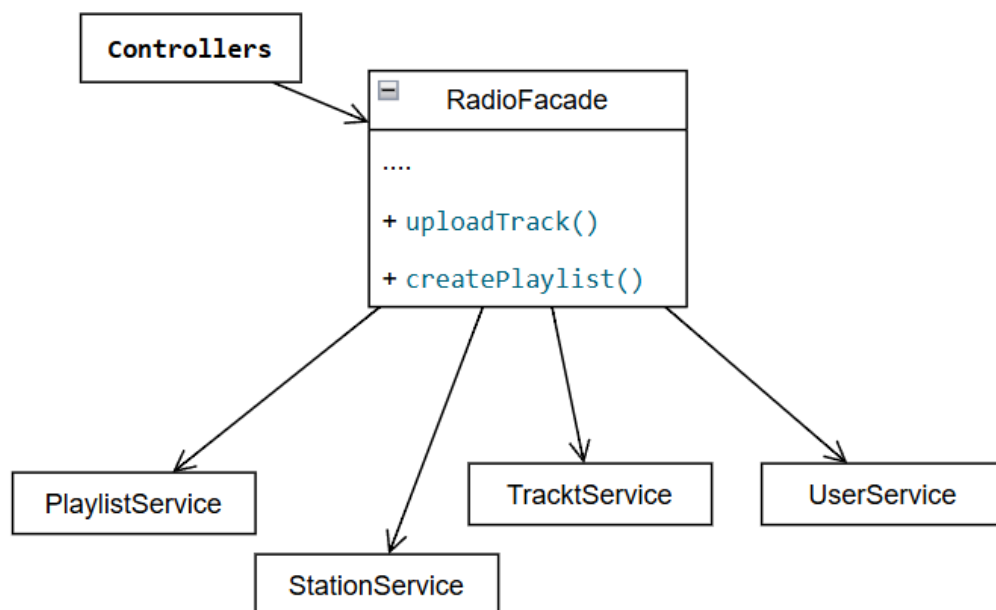 Controllers
RadioFacade
....
+ uploadTrack()
+ createPlaylist()
PlaylistService
TracktService
UserService
StationService